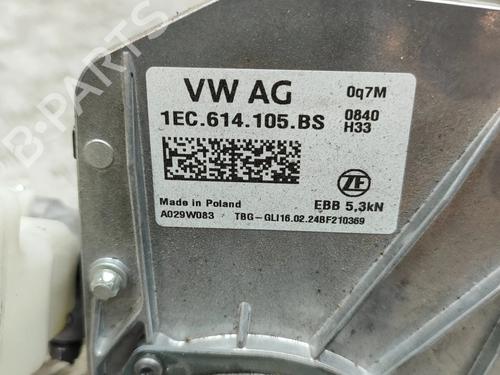 VW AG
0q7M
1EC.614.105.BS
0840
H33
ZF
Made in Poland
EBB 5,3kN
A029W083
TBG-GLI16.02.24BF210369
B-PARTS